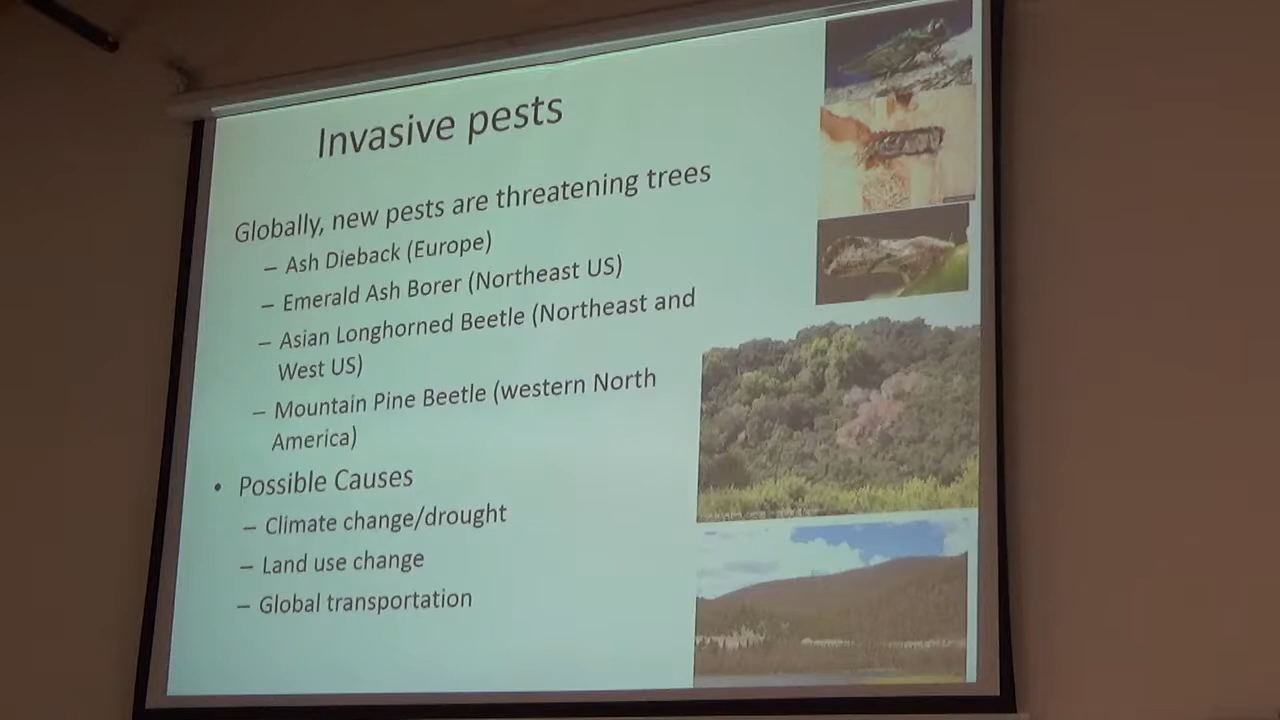 Invasive pests
Globally, new pests are threatening trees
– Ash Dieback (Europe)
– Emerald Ash Borer (Northeast US)
– Asian Longhorned Beetle (Northeast and
West US)
– Mountain Pine Beetle (western North
America)
• Possible Causes
– Climate change/drought
– Land use change
– Global transportation